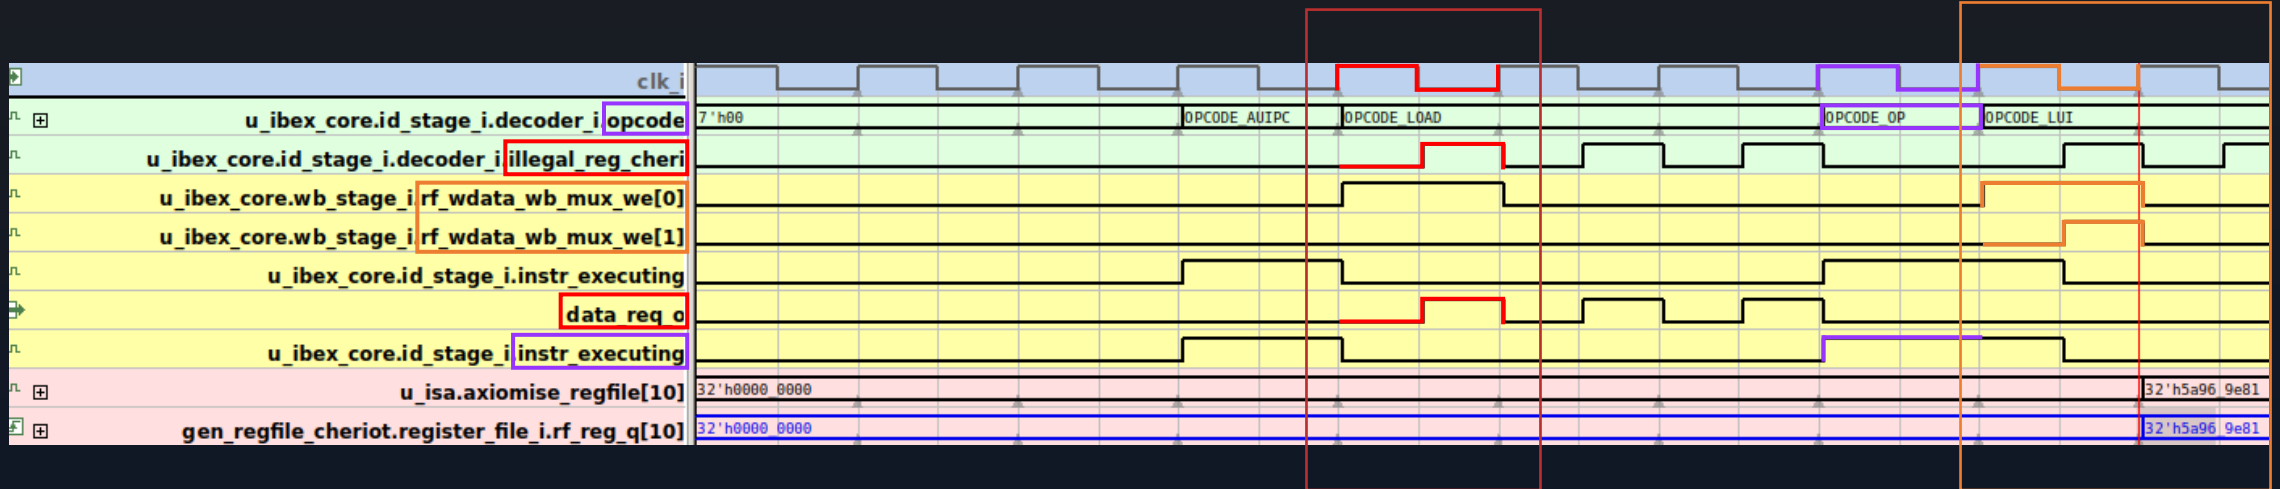 clk_i
u_ibex_core.id_stage_i.decoder_i.opcode 7'h00 OPCODE_AUIPC OPCODE_LOAD OPCODE_OP OPCODE_LUI
u_ibex_core.id_stage_i.decoder_i.illegal_reg_cheri
u_ibex_core.wb_stage_i.rf_wdata_wb_mux_we[0]
u_ibex_core.wb_stage_i.rf_wdata_wb_mux_we[1]
u_ibex_core.id_stage_i.instr_executing
data_req_o
u_ibex_core.id_stage_i.instr_executing
u_isa.axiomise_regfile[10] 32'h0000_0000 32'h5a96_9e81
gen_regfile_cheriot.register_file_i.rf_reg_q[10] 32'h0000_0000 32'h5a96_9e81